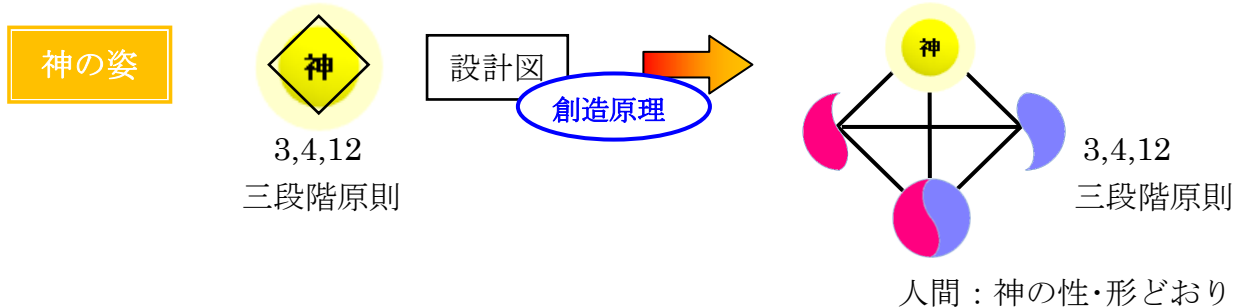 神の姿
神
3,4,12
三段階原則
設計図
創造原理
神
3,4,12
三段階原則
人間：神の性･形どおり